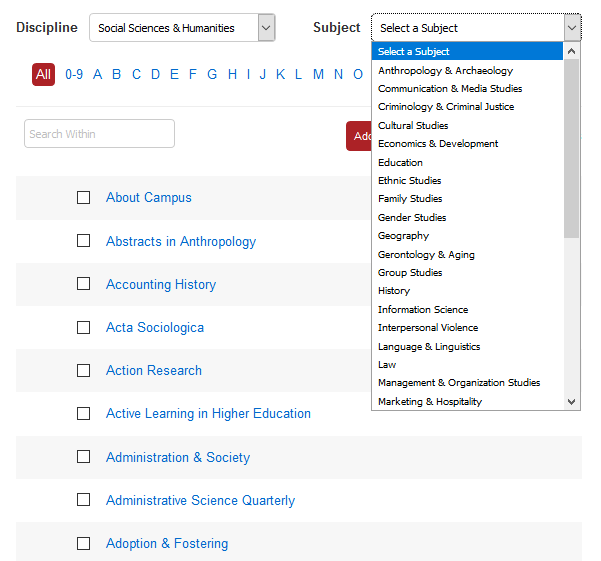 Discipline Social Sciences & Humanities Subject Select a Subject
Select a Subject
All 0-9 A B C D E F G H I J K L M N O
Anthropology & Archaeology
Communication & Media Studies
Criminology & Criminal Justice
Cultural Studies
Economics & Development
Education
Ethnic Studies
Family Studies
Gender Studies
Geography
Gerontology & Aging
Group Studies
History
Information Science
Interpersonal Violence
Language & Linguistics
Law
Management & Organization Studies
Marketing & Hospitality
Search Within
About Campus
Abstracts in Anthropology
Accounting History
Acta Sociologica
Action Research
Active Learning in Higher Education
Administration & Society
Administrative Science Quarterly
Adoption & Fostering